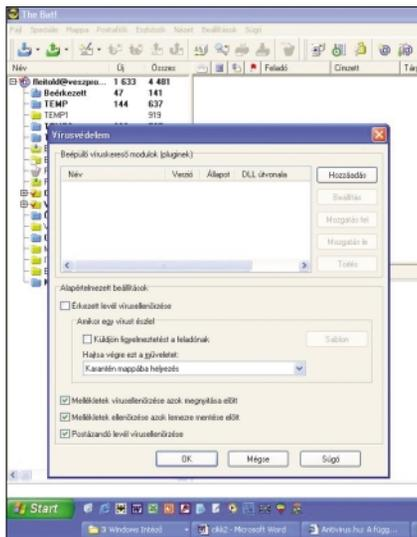 The Bat!
Fájl Speciális Mappa Postafiók Eszközök Nézet Beállítások Súgó
Név Új Összes Feladó Címzett Tárg
fleitold@veszpro... 1 633 4 481
Beérkezett 47 141
TEMP 144 637
TEMP1 919
Vírusvédelem
Beépülő víruskereső modulok (pluginek)
Név Verzió Állapot DLL útvonala
Hozzáadás
Beállítás
Mozgatás fel
Mozgatás le
Törlés
Alapértelmezett beállítások
Érkezett levél vírusellenőrzése
Amikor egy vírust észlel
Küldjön figyelmeztetést a feladónak
Sablon
Hajtsa végre ezt a műveletet:
Karantén mappába helyezés
Mellékletek vírusellenőrzése azok megnyitása előtt
Mellékletek ellenőrzése azok lemezre mentése előtt
Postázandó levél vírusellenőrzése
OK Mégse Súgó
Start
3 Windows Intéző cikk2 - Microsoft Word Antivirus.hu: A függ...